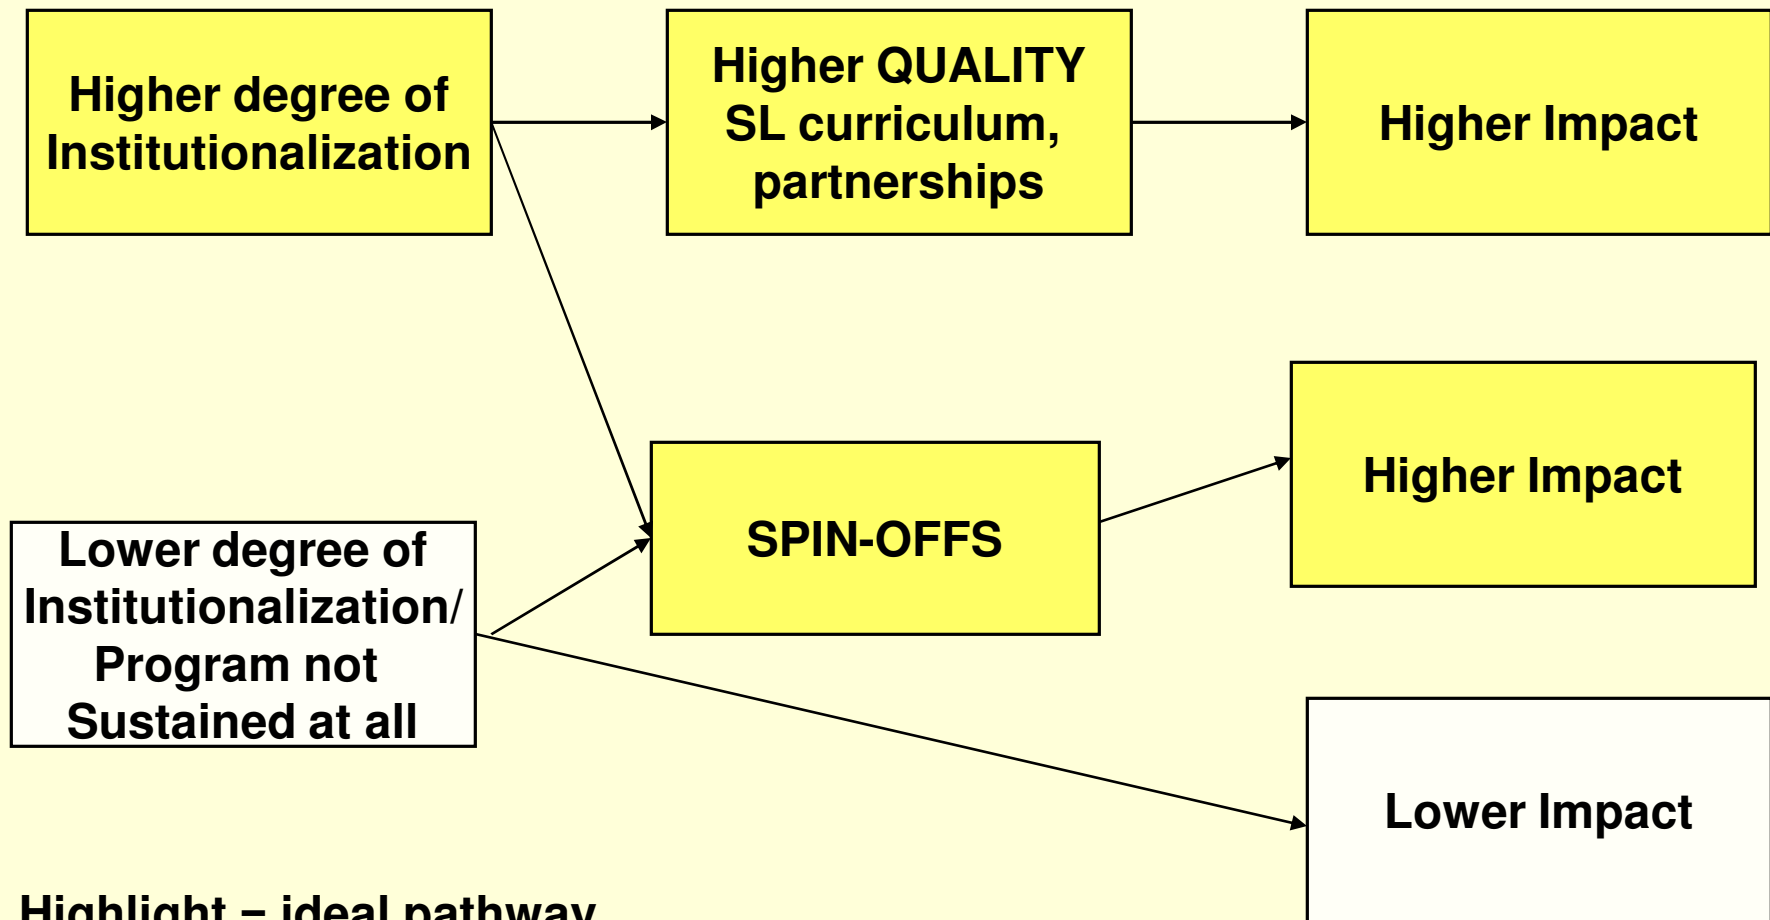 Higher degree of
Institutionalization
Higher QUALITY
SL curriculum,
partnerships
Higher Impact
Higher Impact
SPIN-OFFS
Lower degree of
Institutionalization/
Program not
Sustained at all
Lower Impact
Highlight = ideal pathway